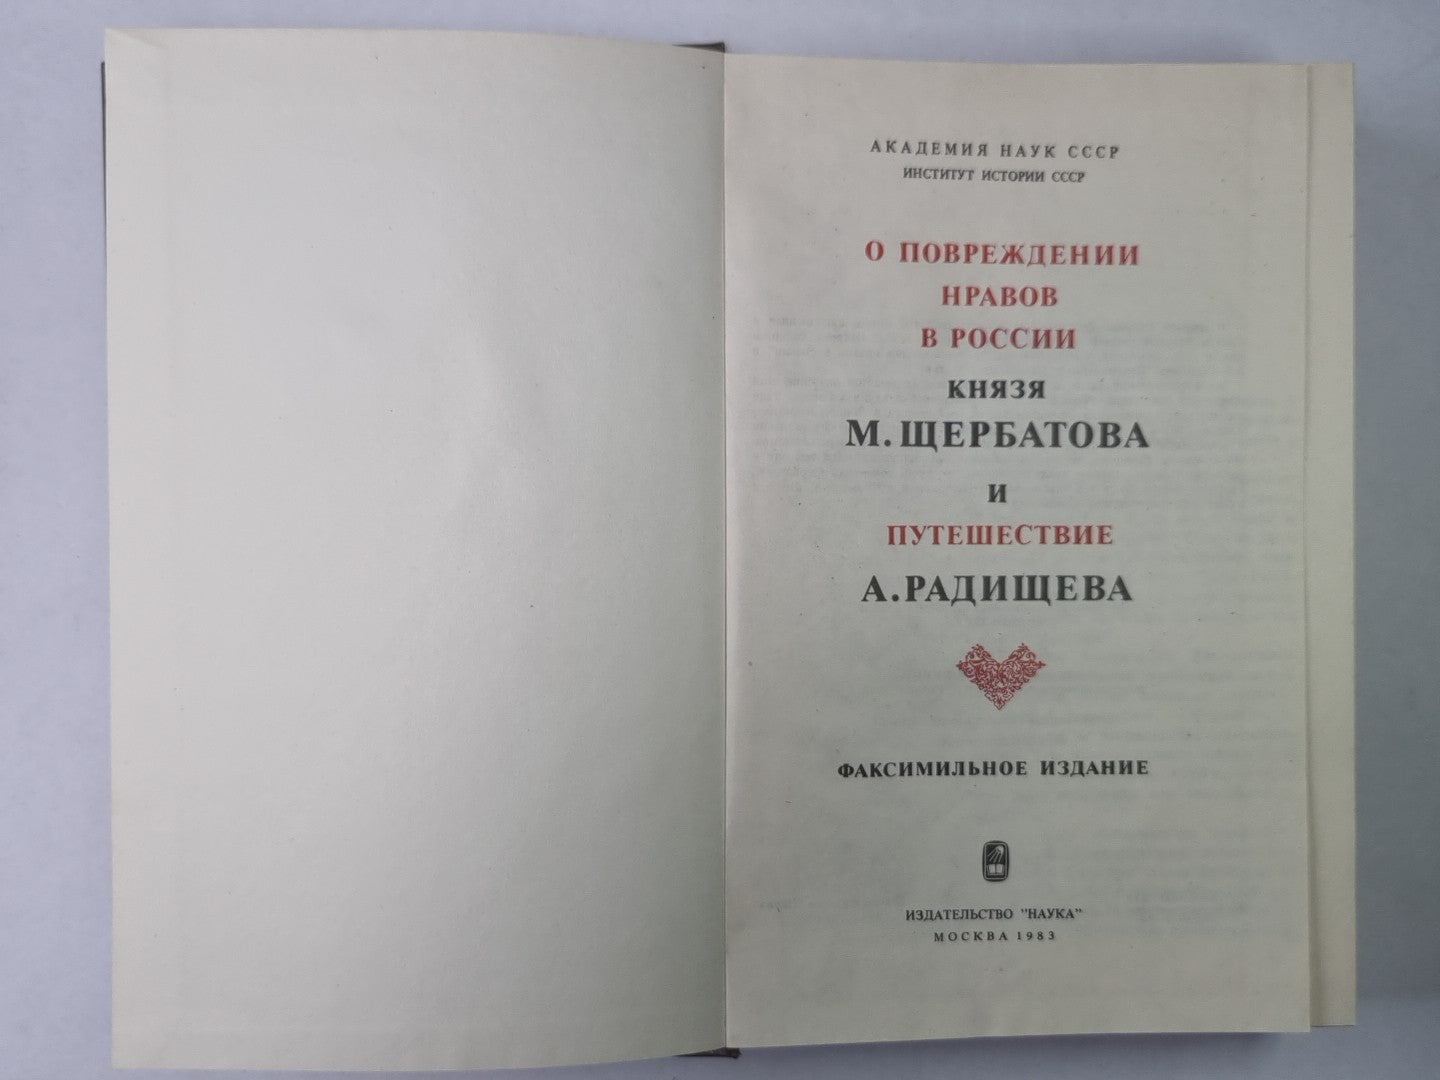 АКАДЕМИЯ НАУК СССР
ИНСТИТУТ ИСТОРИИ СССР
О ПОВРЕЖДЕНИИ
НРАВОВ
В РОССИИ
КНЯЗЯ
М. ЩЕРБАТОВА
И
ПУТЕШЕСТВИЕ
А. РАДИЩЕВА
ФАКСИМИЛЬНОЕ ИЗДАНИЕ
ИЗДАТЕЛЬСТВО "НАУКА"
МОСКВА 1983